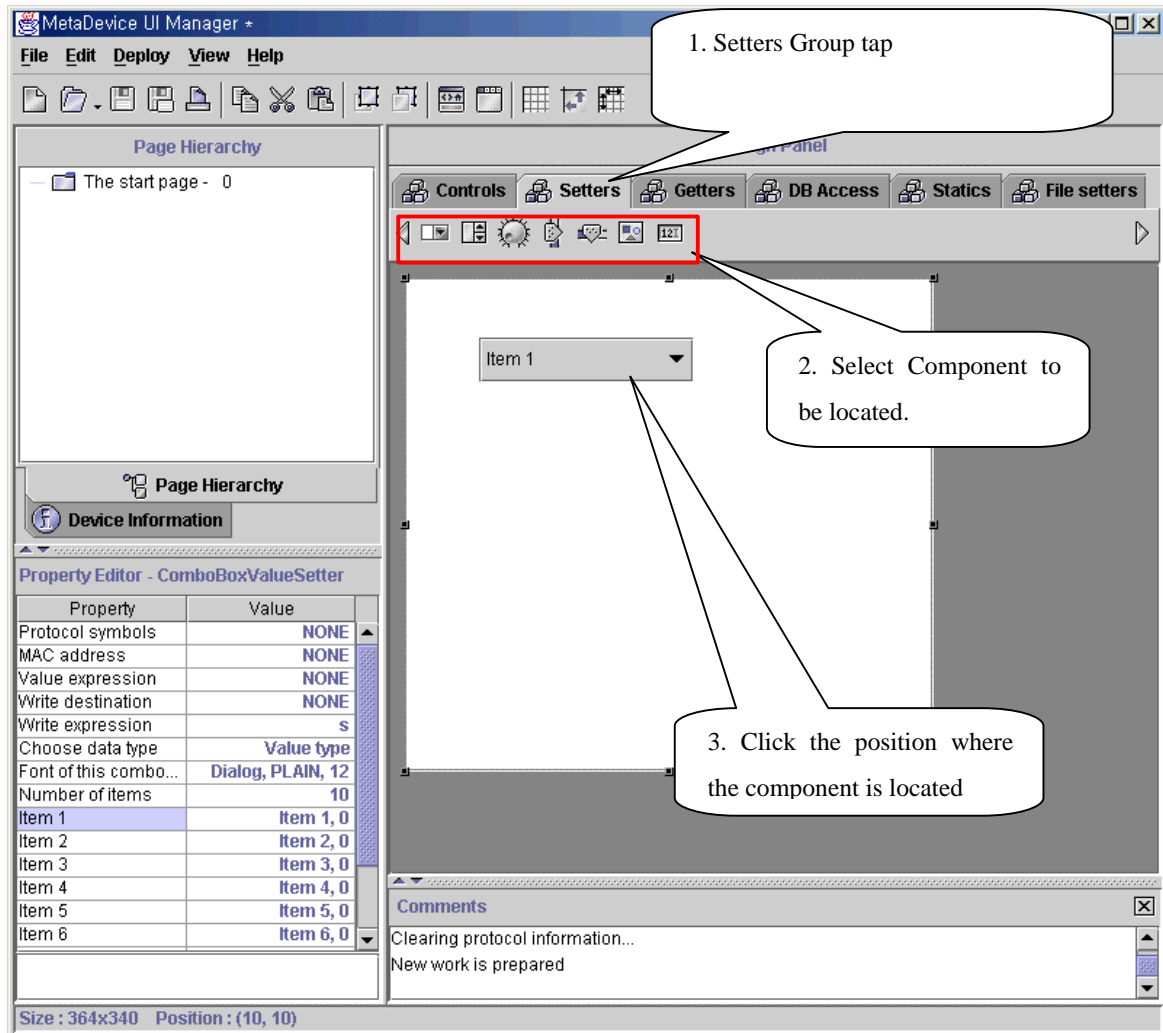 MetaDevice UI Manager *
1. Setters Group tap
File Edit Deploy View Help
Page Hierarchy
The start page - 0
Panel
Controls Setters Getters DB Access Statics File setters
12
Item 1
2. Select Component to
be located.
Page Hierarchy
Device Information
3. Click the position where
the component is located
Property Editor - ComboBoxValueSetter
Property Value
Protocol symbols NONE
MAC address NONE
Value expression NONE
Write destination NONE
Write expression s
Choose data type Value type
Font of this combo... Dialog, PLAIN, 12
Number of items 10
Item 1 Item 1, 0
Item 2 Item 2, 0
Item 3 Item 3, 0
Item 4 Item 4, 0
Item 5 Item 5, 0
Item 6 Item 6, 0
Comments
Clearing protocol information...
New work is prepared
Size : 364x340 Position : (10, 10)